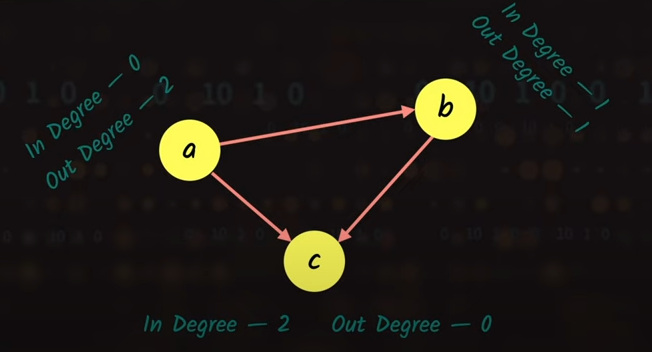 In Degree — 0
Out Degree — 2
a
b
In Degree — 1
Out Degree — 1
c
In Degree — 2
Out Degree — 0